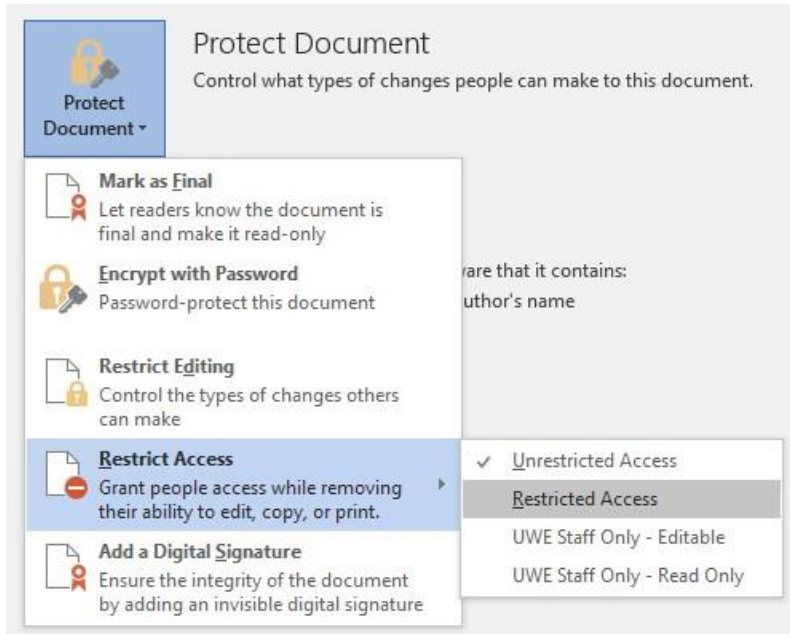 Protect Document
Control what types of changes people can make to this document.
Protect
Document
Mark as Final
Let readers know the document is
final and make it read-only
Encrypt with Password
Password-protect this document
are that it contains:
uthor's name
Restrict Editing
Control the types of changes others
can make
Restrict Access
Grant people access while removing
their ability to edit, copy, or print.
Unrestricted Access
Restricted Access
UWE Staff Only - Editable
UWE Staff Only - Read Only
Add a Digital Signature
Ensure the integrity of the document
by adding an invisible digital signature